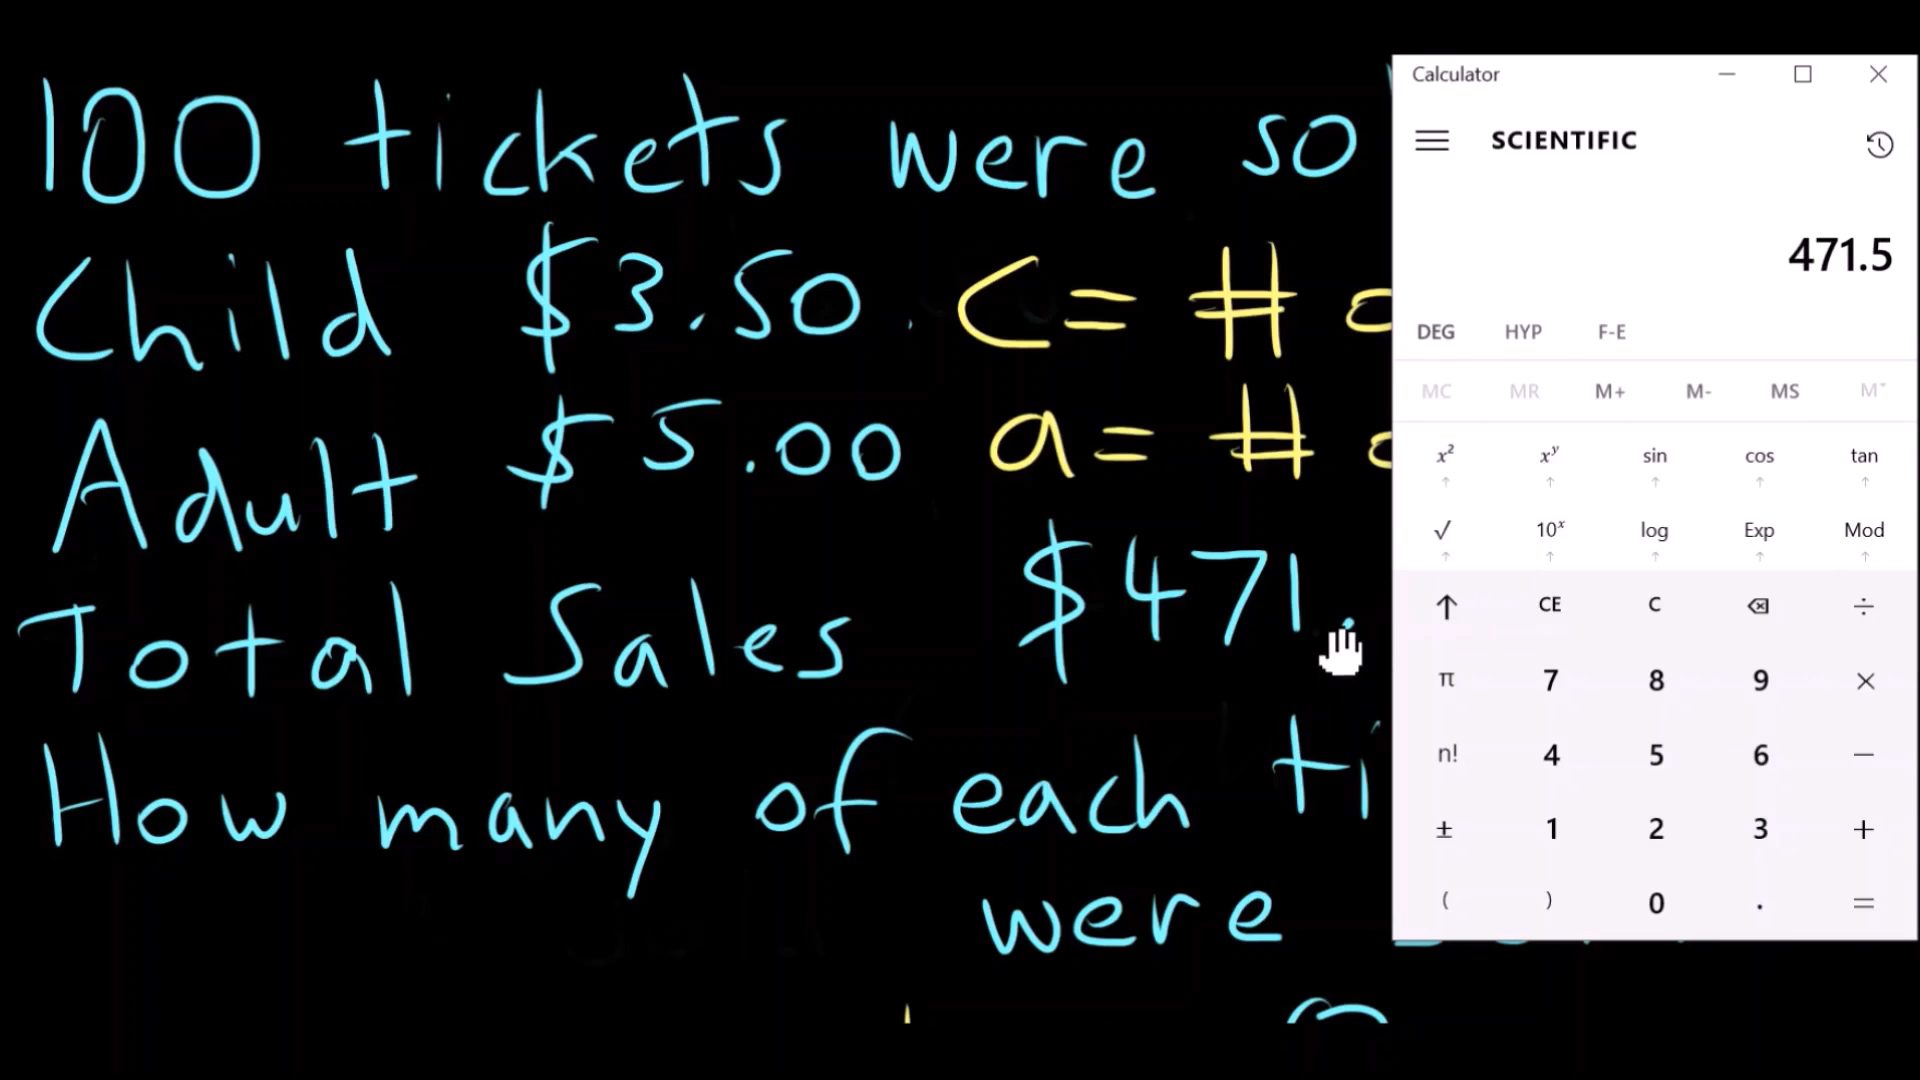 100 tickets were so
Child $3.50 c = #
Adult $5.00 a = #
Total Sales $471.
How many of each ti
were
Calculator
SCIENTIFIC
471.5
DEG HYP F-E
MC MR M+ M- MS M˅
x² xʸ sin cos tan
√ 10ˣ log Exp Mod
↑ CE C ⌫ ÷
π 7 8 9 ×
n! 4 5 6 −
± 1 2 3 +
( ) 0 . =